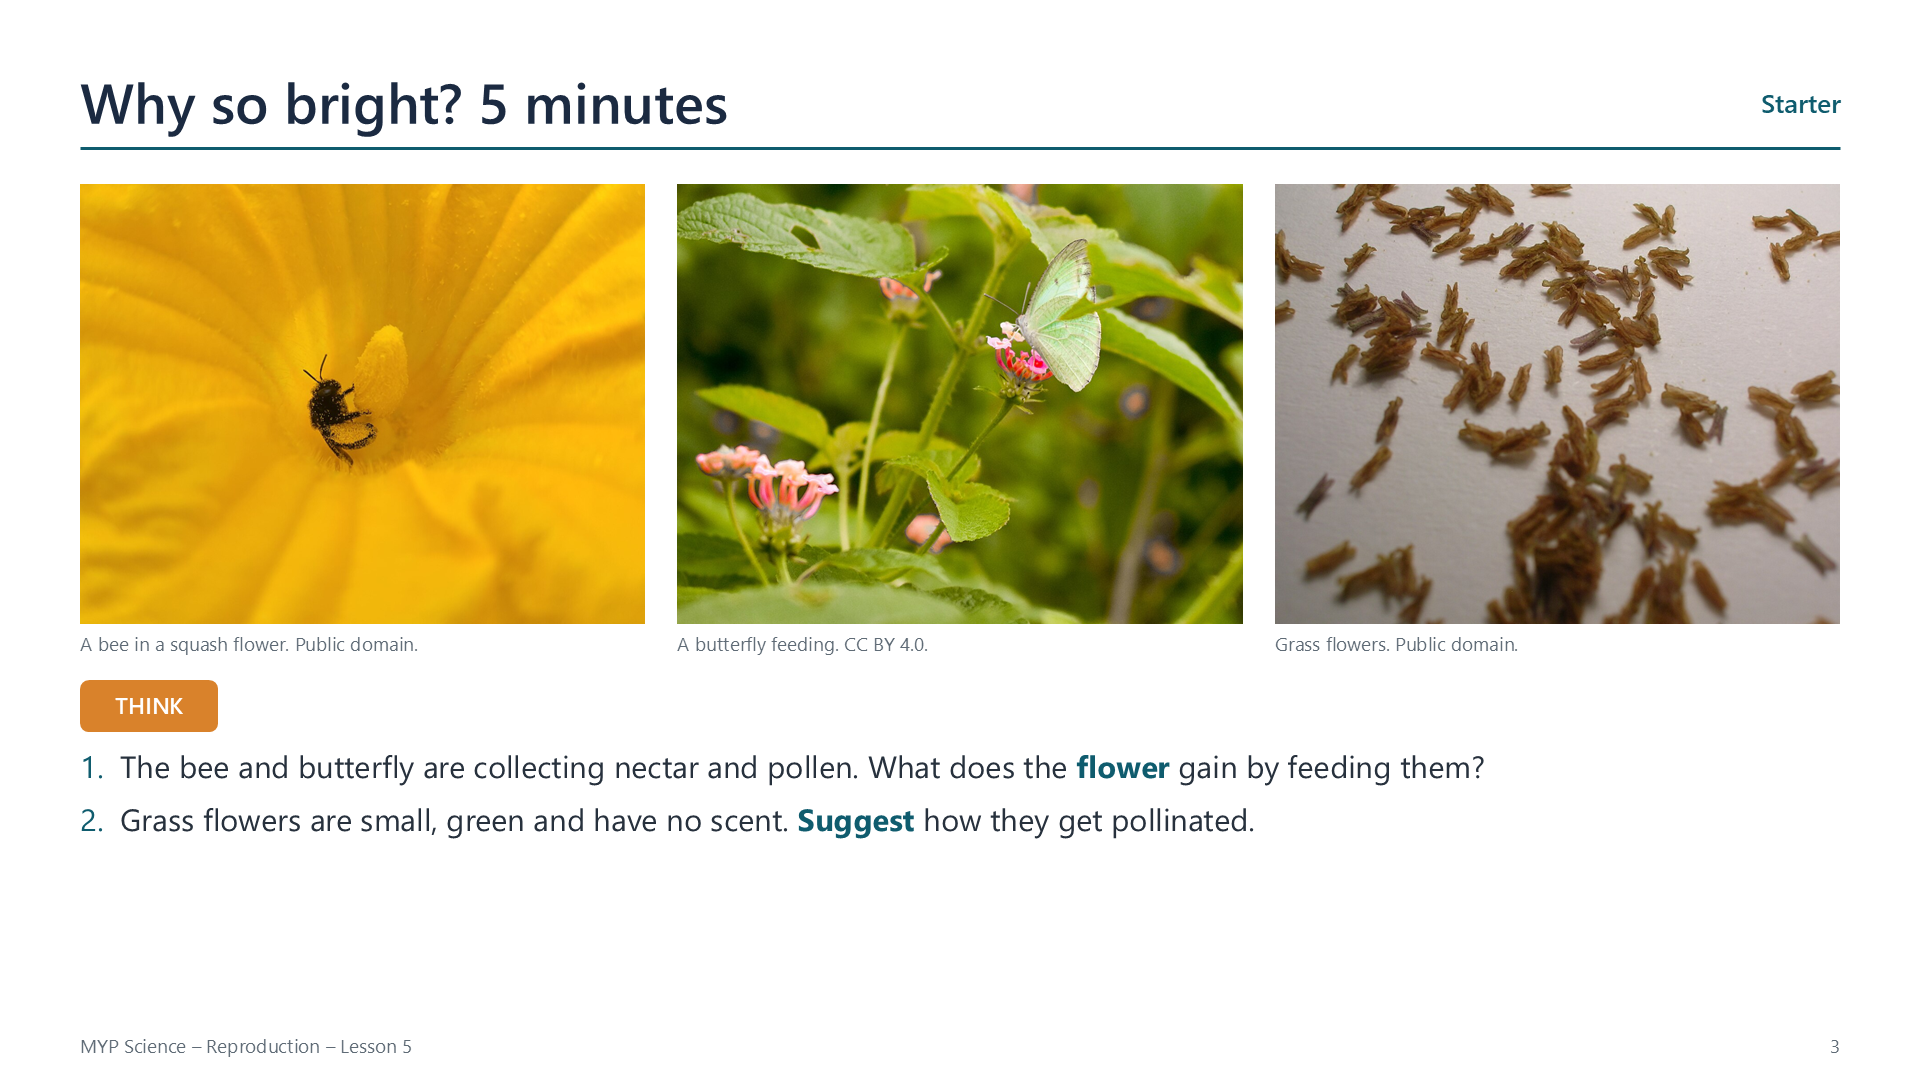 Why so bright? 5 minutes
Starter
A bee in a squash flower. Public domain.
A butterfly feeding. CC BY 4.0.
Grass flowers. Public domain.
THINK
1. The bee and butterfly are collecting nectar and pollen. What does the flower gain by feeding them?
2. Grass flowers are small, green and have no scent. Suggest how they get pollinated.
MYP Science – Reproduction – Lesson 5
3